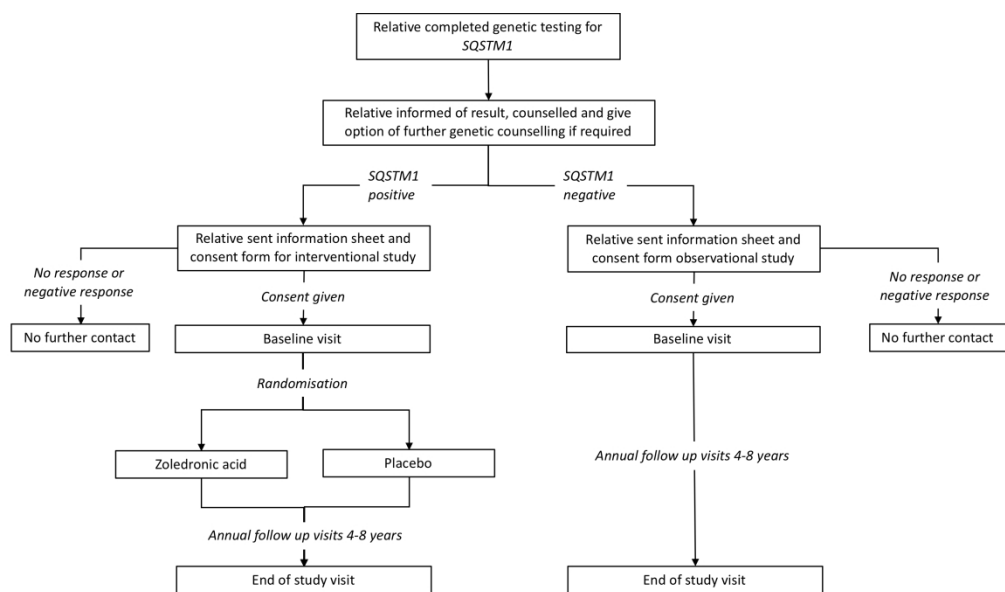 Relative completed genetic testing for
SQSTM1
Relative informed of result, counselled and give
option of further genetic counselling if required
SQSTM1
positive
SQSTM1
negative
Relative sent information sheet and
consent form for interventional study
Relative sent information sheet and
consent form observational study
No response or
negative response
Consent given
Consent given
No response or
negative response
No further contact
Baseline visit
Baseline visit
No further contact
Randomisation
Zoledronic acid
Placebo
Annual follow up visits 4-8 years
Annual follow up visits 4-8 years
End of study visit
End of study visit